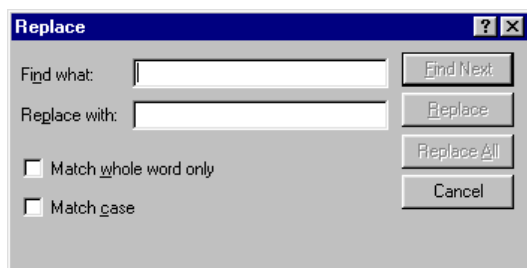 Replace
Find what:
Find Next
Replace with:
Replace
Replace All
Match whole word only
Cancel
Match case